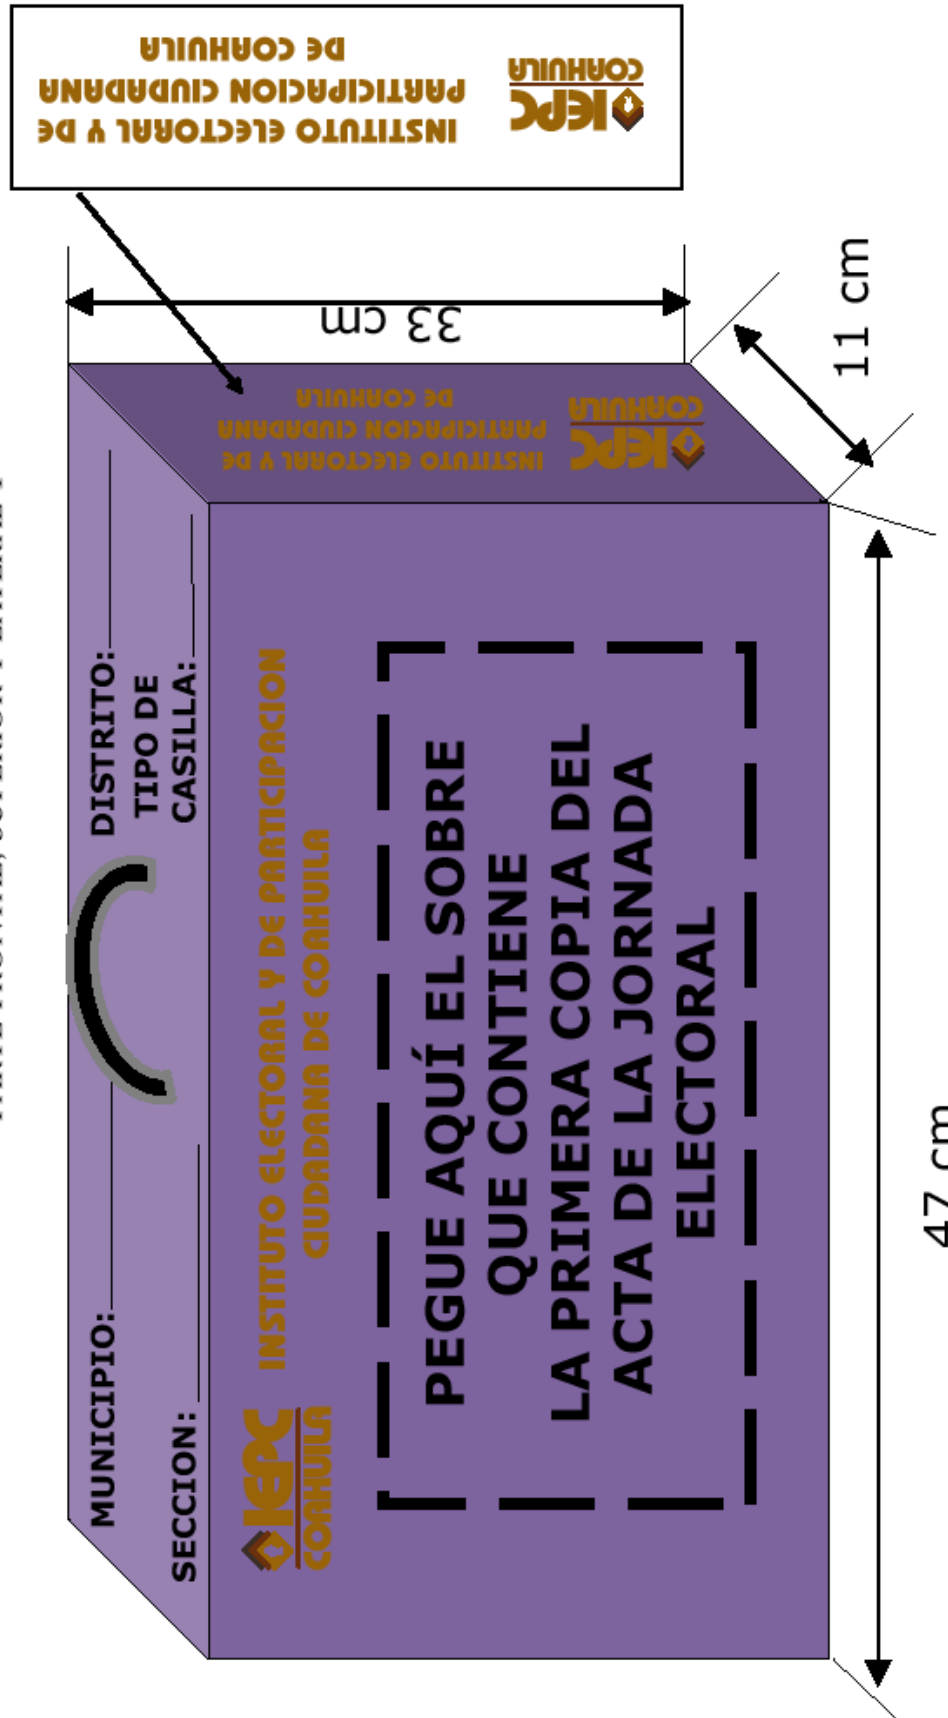 MUNICIPIO:
SECCION:
DISTRITO:
TIPO DE
CASILLA:
IEPC
COAHUILA
INSTITUTO ELECTORAL Y DE PARTICIPACION
CIUDADANA DE COAHUILA
PEGUE AQUÍ EL SOBRE
QUE CONTIENE
LA PRIMERA COPIA DEL
ACTA DE LA JORNADA
ELECTORAL
IEPC
COAHUILA
INSTITUTO ELECTORAL Y DE
PARTICIPACION CIUDADANA
DE COAHUILA
33 cm
11 cm
47 cm
IEPC
COAHUILA
INSTITUTO ELECTORAL Y DE
PARTICIPACION CIUDADANA
DE COAHUILA